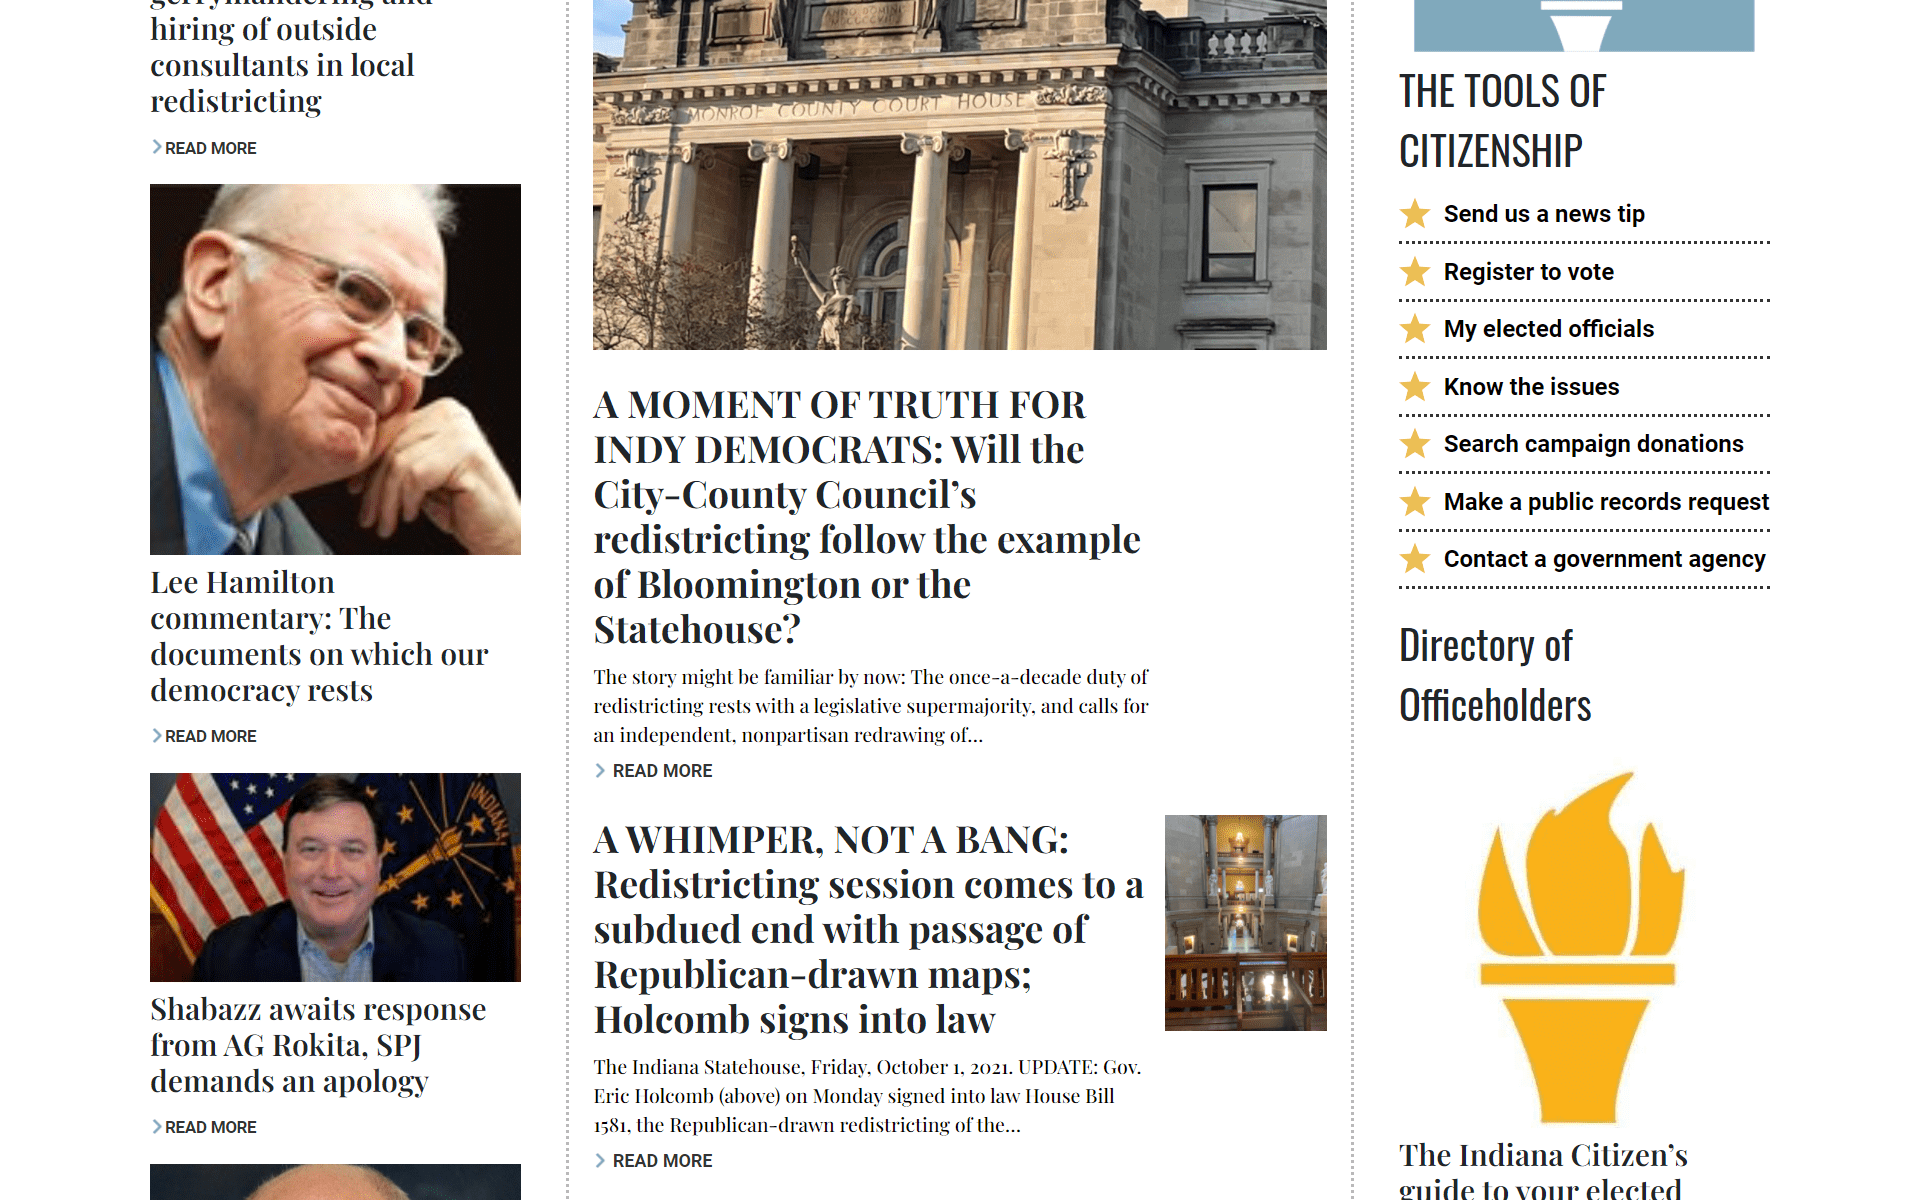 gerrymandering and
hiring of outside
consultants in local
redistricting
READ MORE
Lee Hamilton
commentary: The
documents on which our
democracy rests
READ MORE
INDIANA
Shabazz awaits response
from AG Rokita, SPJ
demands an apology
READ MORE
MONROE COUNTY COURT HOUSE
A MOMENT OF TRUTH FOR
INDY DEMOCRATS: Will the
City-County Council’s
redistricting follow the example
of Bloomington or the
Statehouse?
The story might be familiar by now: The once-a-decade duty of
redistricting rests with a legislative supermajority, and calls for
an independent, nonpartisan redrawing of...
READ MORE
A WHIMPER, NOT A BANG:
Redistricting session comes to a
subdued end with passage of
Republican-drawn maps;
Holcomb signs into law
The Indiana Statehouse, Friday, October 1, 2021. UPDATE: Gov.
Eric Holcomb (above) on Monday signed into law House Bill
1581, the Republican-drawn redistricting of the...
READ MORE
THE TOOLS OF
CITIZENSHIP
Send us a news tip
Register to vote
My elected officials
Know the issues
Search campaign donations
Make a public records request
Contact a government agency
Directory of
Officeholders
The Indiana Citizen’s
guide to your elected